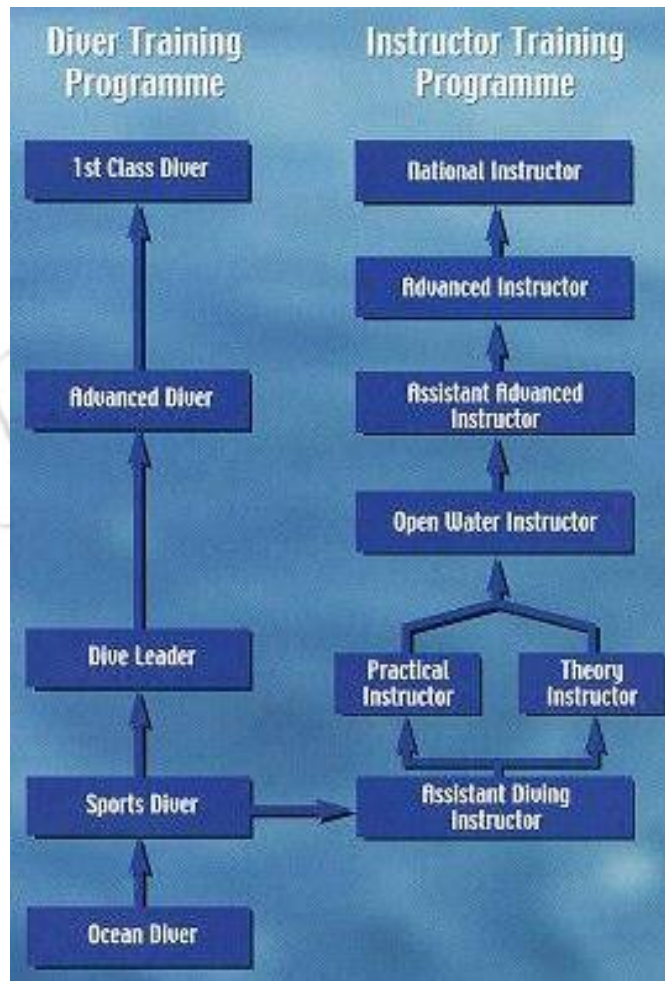 Diver Training
Programme
1st Class Diver
Advanced Diver
Dive Leader
Sports Diver
Ocean Diver
Instructor Training
Programme
National Instructor
Advanced Instructor
Assistant Advanced
Instructor
Open Water Instructor
Practical
Instructor
Theory
Instructor
Assistant Diving
Instructor